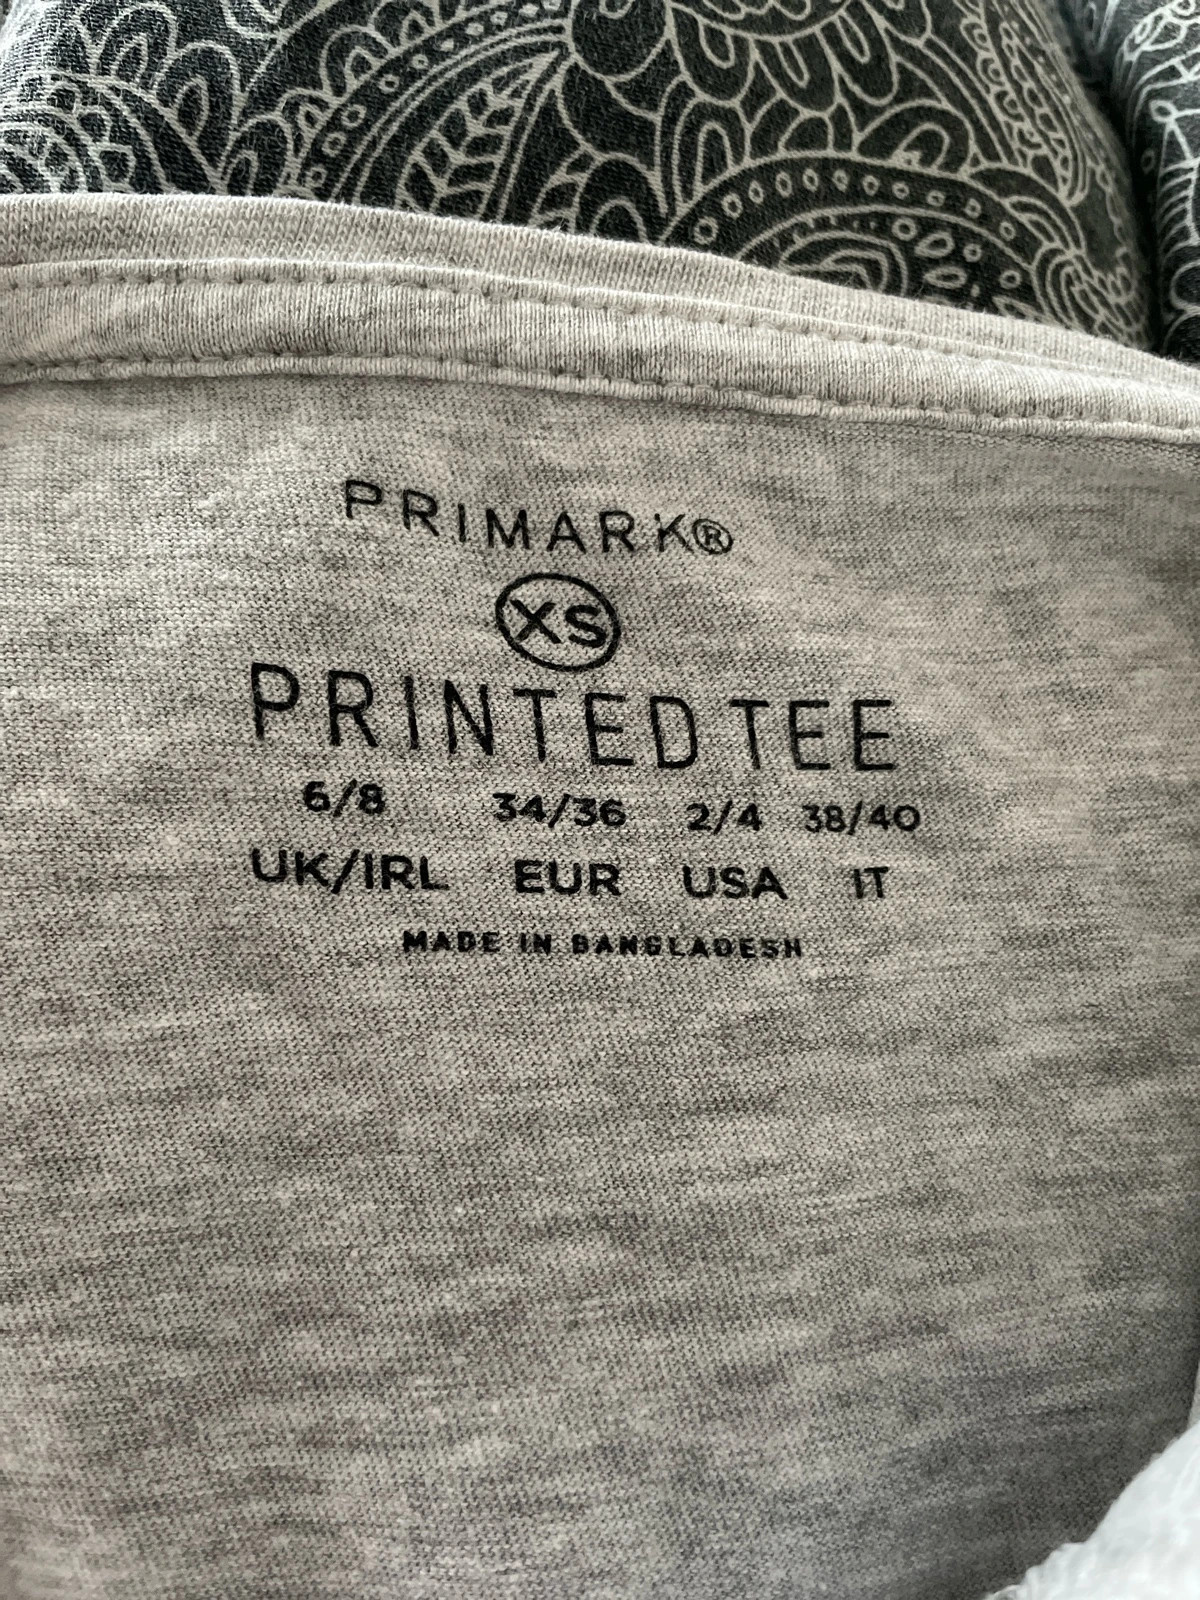 PRIMARK®
XS
PRINTED TEE
6/8 34/36 2/4 38/40
UK/IRL EUR USA IT
MADE IN BANGLADESH